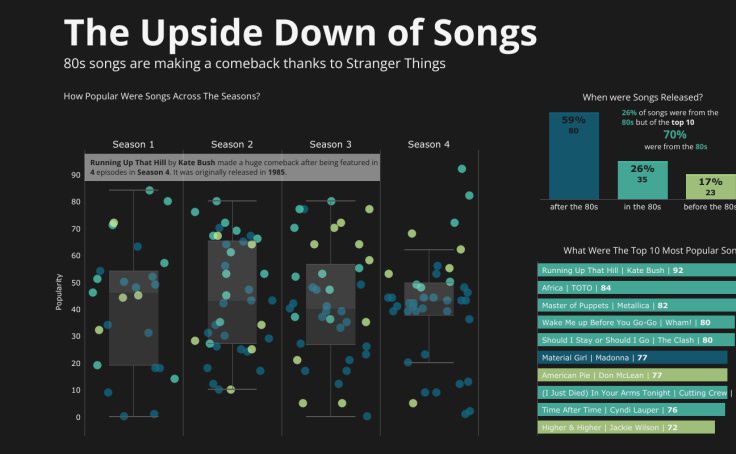 The Upside Down of Songs
80s songs are making a comeback thanks to Stranger Things
How Popular Were Songs Across The Seasons?
Season 1
Season 2
Season 3
Season 4
Running Up That Hill by Kate Bush made a huge comeback after being featured in
4 episodes in Season 4. It was originally released in 1985.
Popularity
90
80
70
60
50
40
30
20
10
0
When were Songs Released?
26% of songs were from the
80s but of the top 10
70%
were from the 80s
59%
80
26%
35
17%
23
after the 80s
in the 80s
before the 80s
What Were The Top 10 Most Popular Son
Running Up That Hill | Kate Bush | 92
Africa | TOTO | 84
Master of Puppets | Metallica | 82
Wake Me up Before You Go-Go | Wham! | 80
Should I Stay or Should I Go | The Clash | 80
Material Girl | Madonna | 77
American Pie | Don McLean | 77
(I Just Died) In Your Arms Tonight | Cutting Crew |
Time After Time | Cyndi Lauper | 76
Higher & Higher | Jackie Wilson | 72